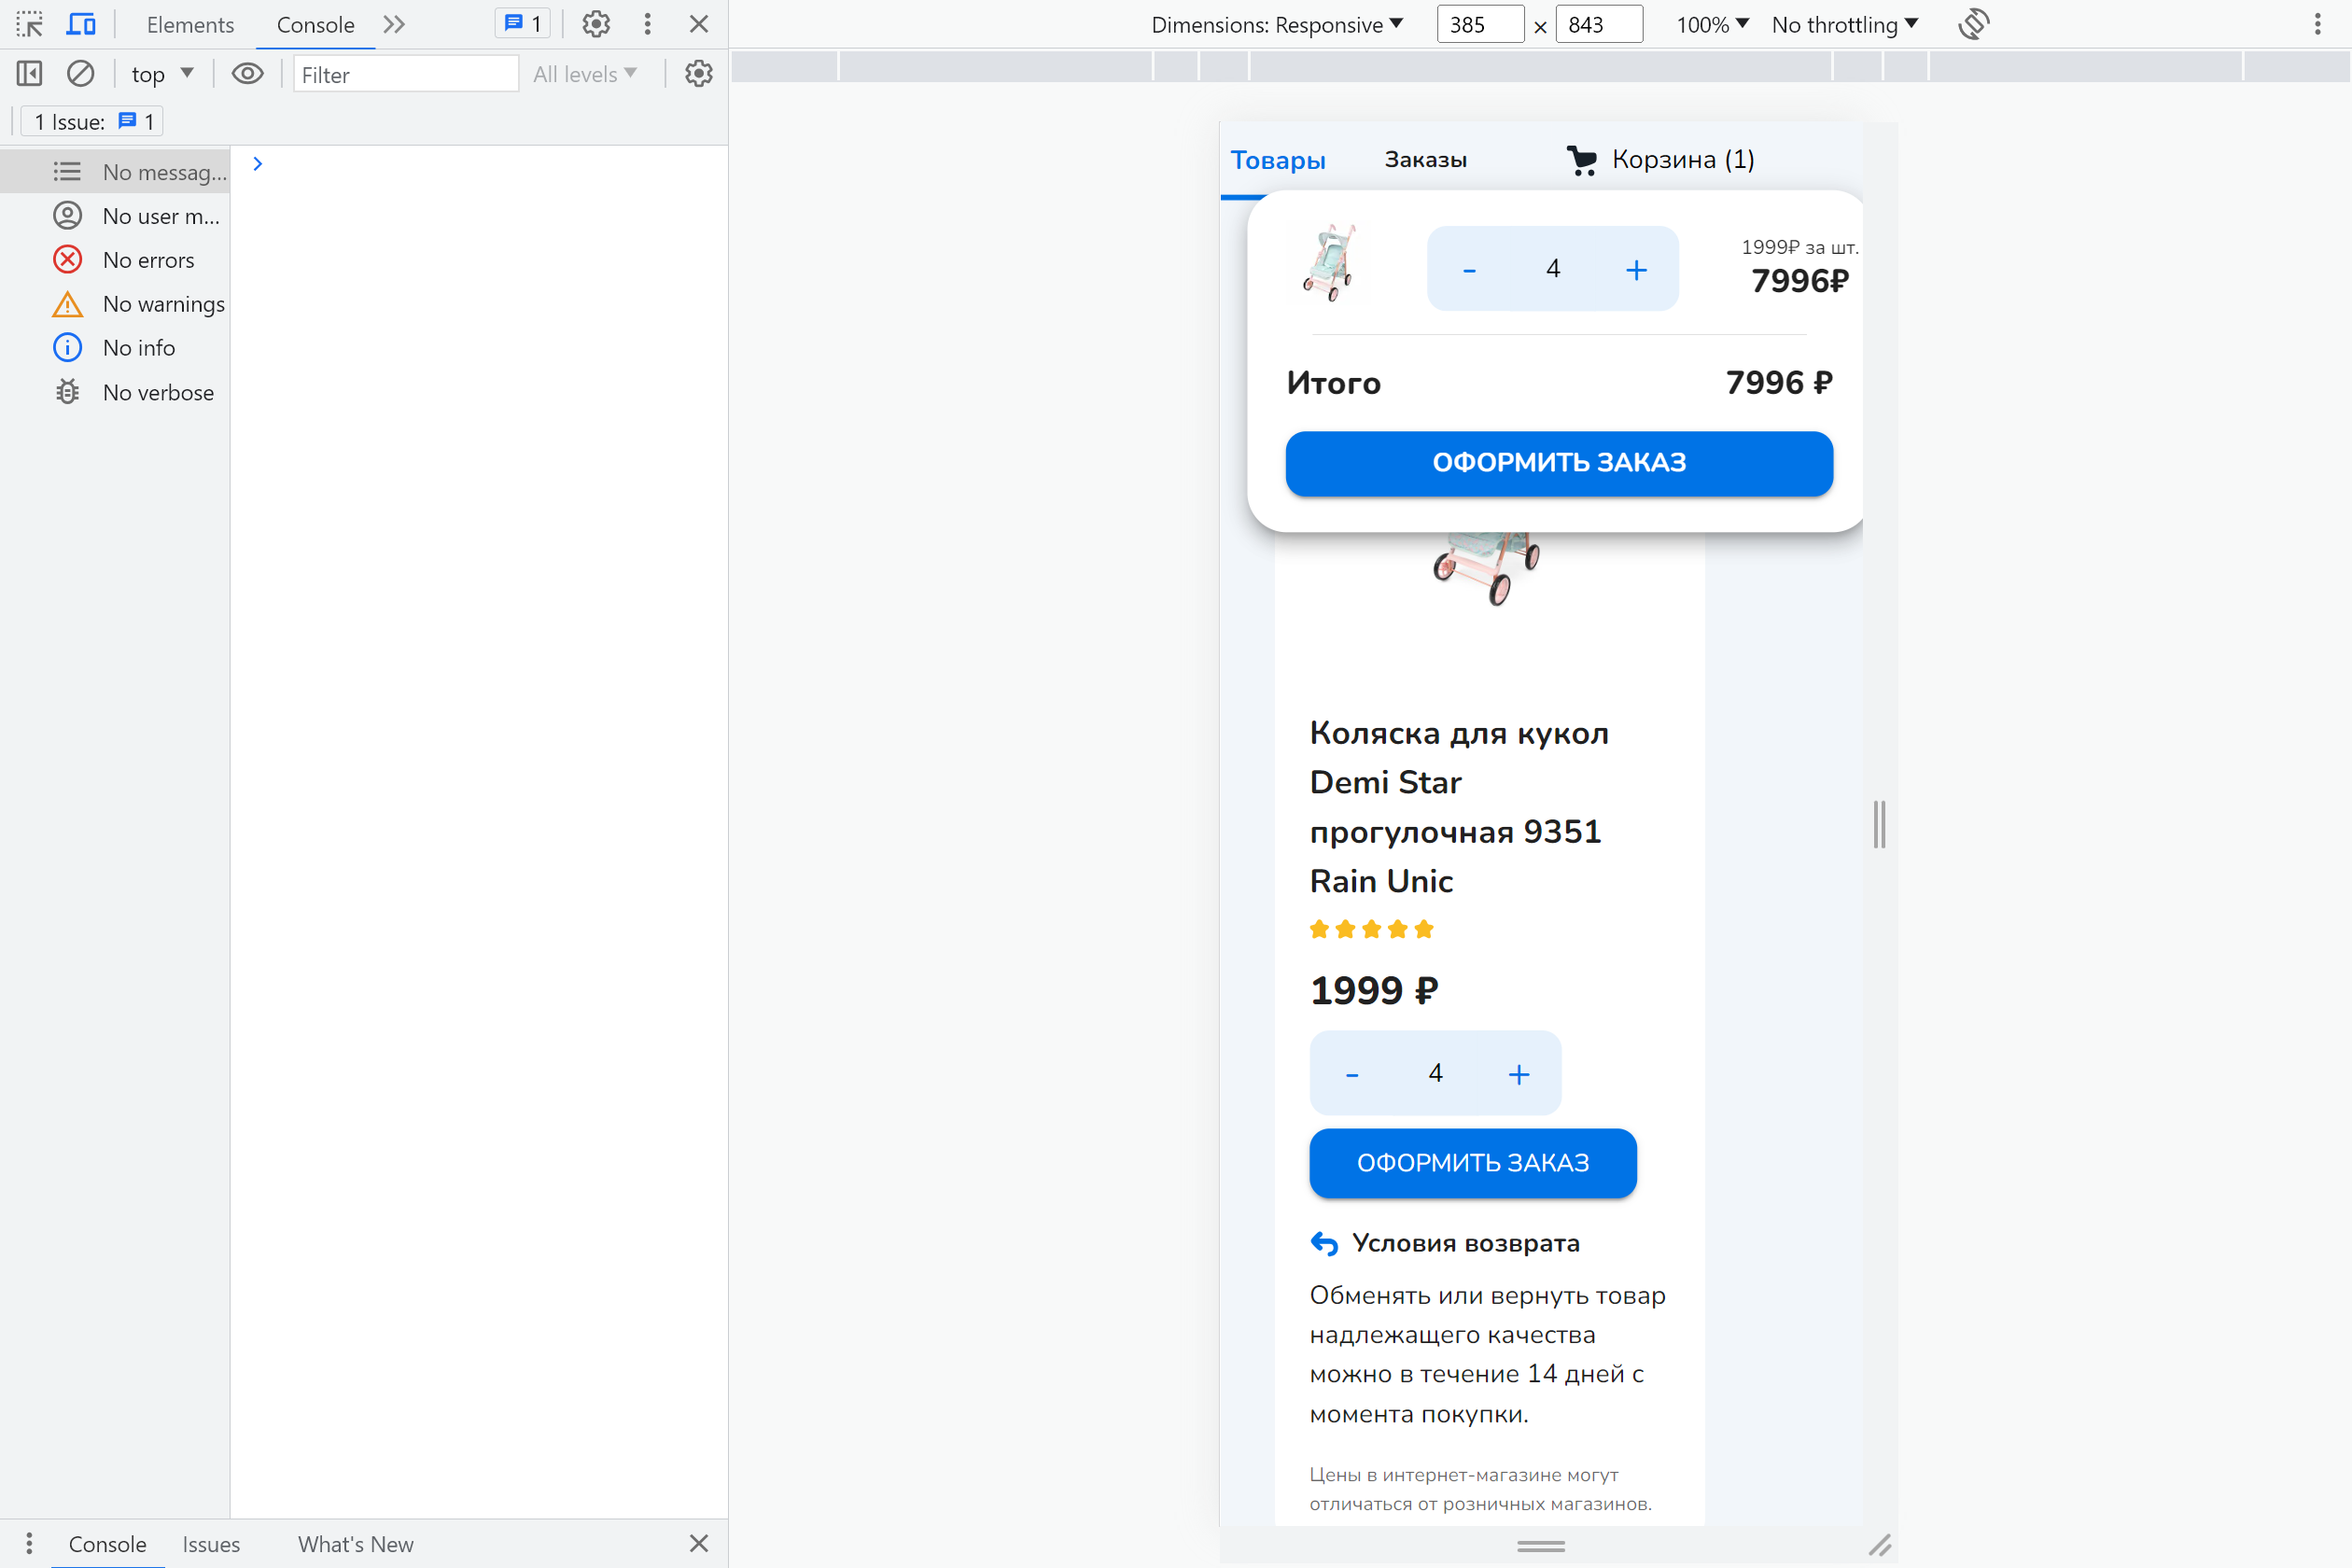 Elements Console 1
Dimensions: Responsive 385 × 843 100% No throttling
top Filter All levels
1 Issue: 1
No messag...
No user m...
No errors
No warnings
No info
No verbose
Товары Заказы Корзина (1)
- 4 +
1999₽ за шт.
7996₽
Итого 7996 ₽
ОФОРМИТЬ ЗАКАЗ
Коляска для кукол
Demi Star
прогулочная 9351
Rain Unic
1999 ₽
- 4 +
ОФОРМИТЬ ЗАКАЗ
Условия возврата
Обменять или вернуть товар
надлежащего качества
можно в течение 14 дней с
момента покупки.
Цены в интернет-магазине могут
отличаться от розничных магазинов.
Console Issues What's New